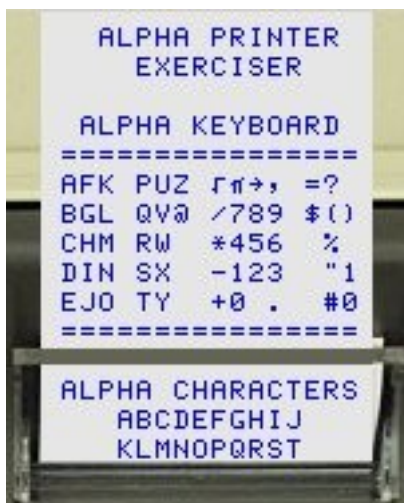 ALPHA PRINTER
EXERCISER
ALPHA KEYBOARD
=================
AFK PUZ Γπ→, =?
BGL QV@ /789 $()
CHM RW *456 %
DIN SX -123 "1
EJO TY +0 . #0
=================
ALPHA CHARACTERS
ABCDEFGHIJ
KLMNOPQRST